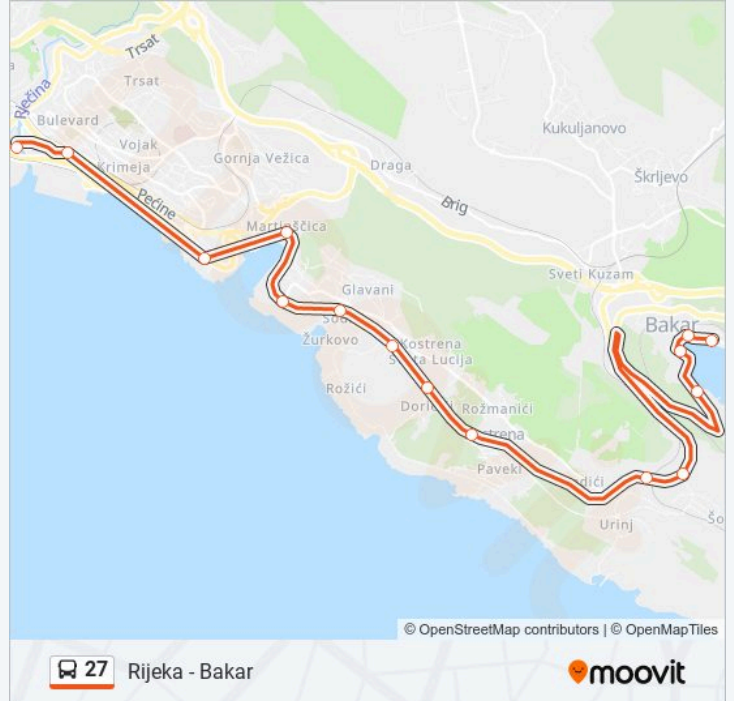 Trsat
Rječina
Trsat
Bulevard
Vojak
Krimeja
Gornja Vežica
Draga
Kukuljanovo
Škrljevo
Brig
Pećine
Martinšćica
Sveti Kuzam
Glavani
Bakar
Žurkovo
Kostrena
Rožići
Rožmanići
Paveki
Urinj
© OpenStreetMap contributors | © OpenMapTiles
27 Rijeka - Bakar
moovit